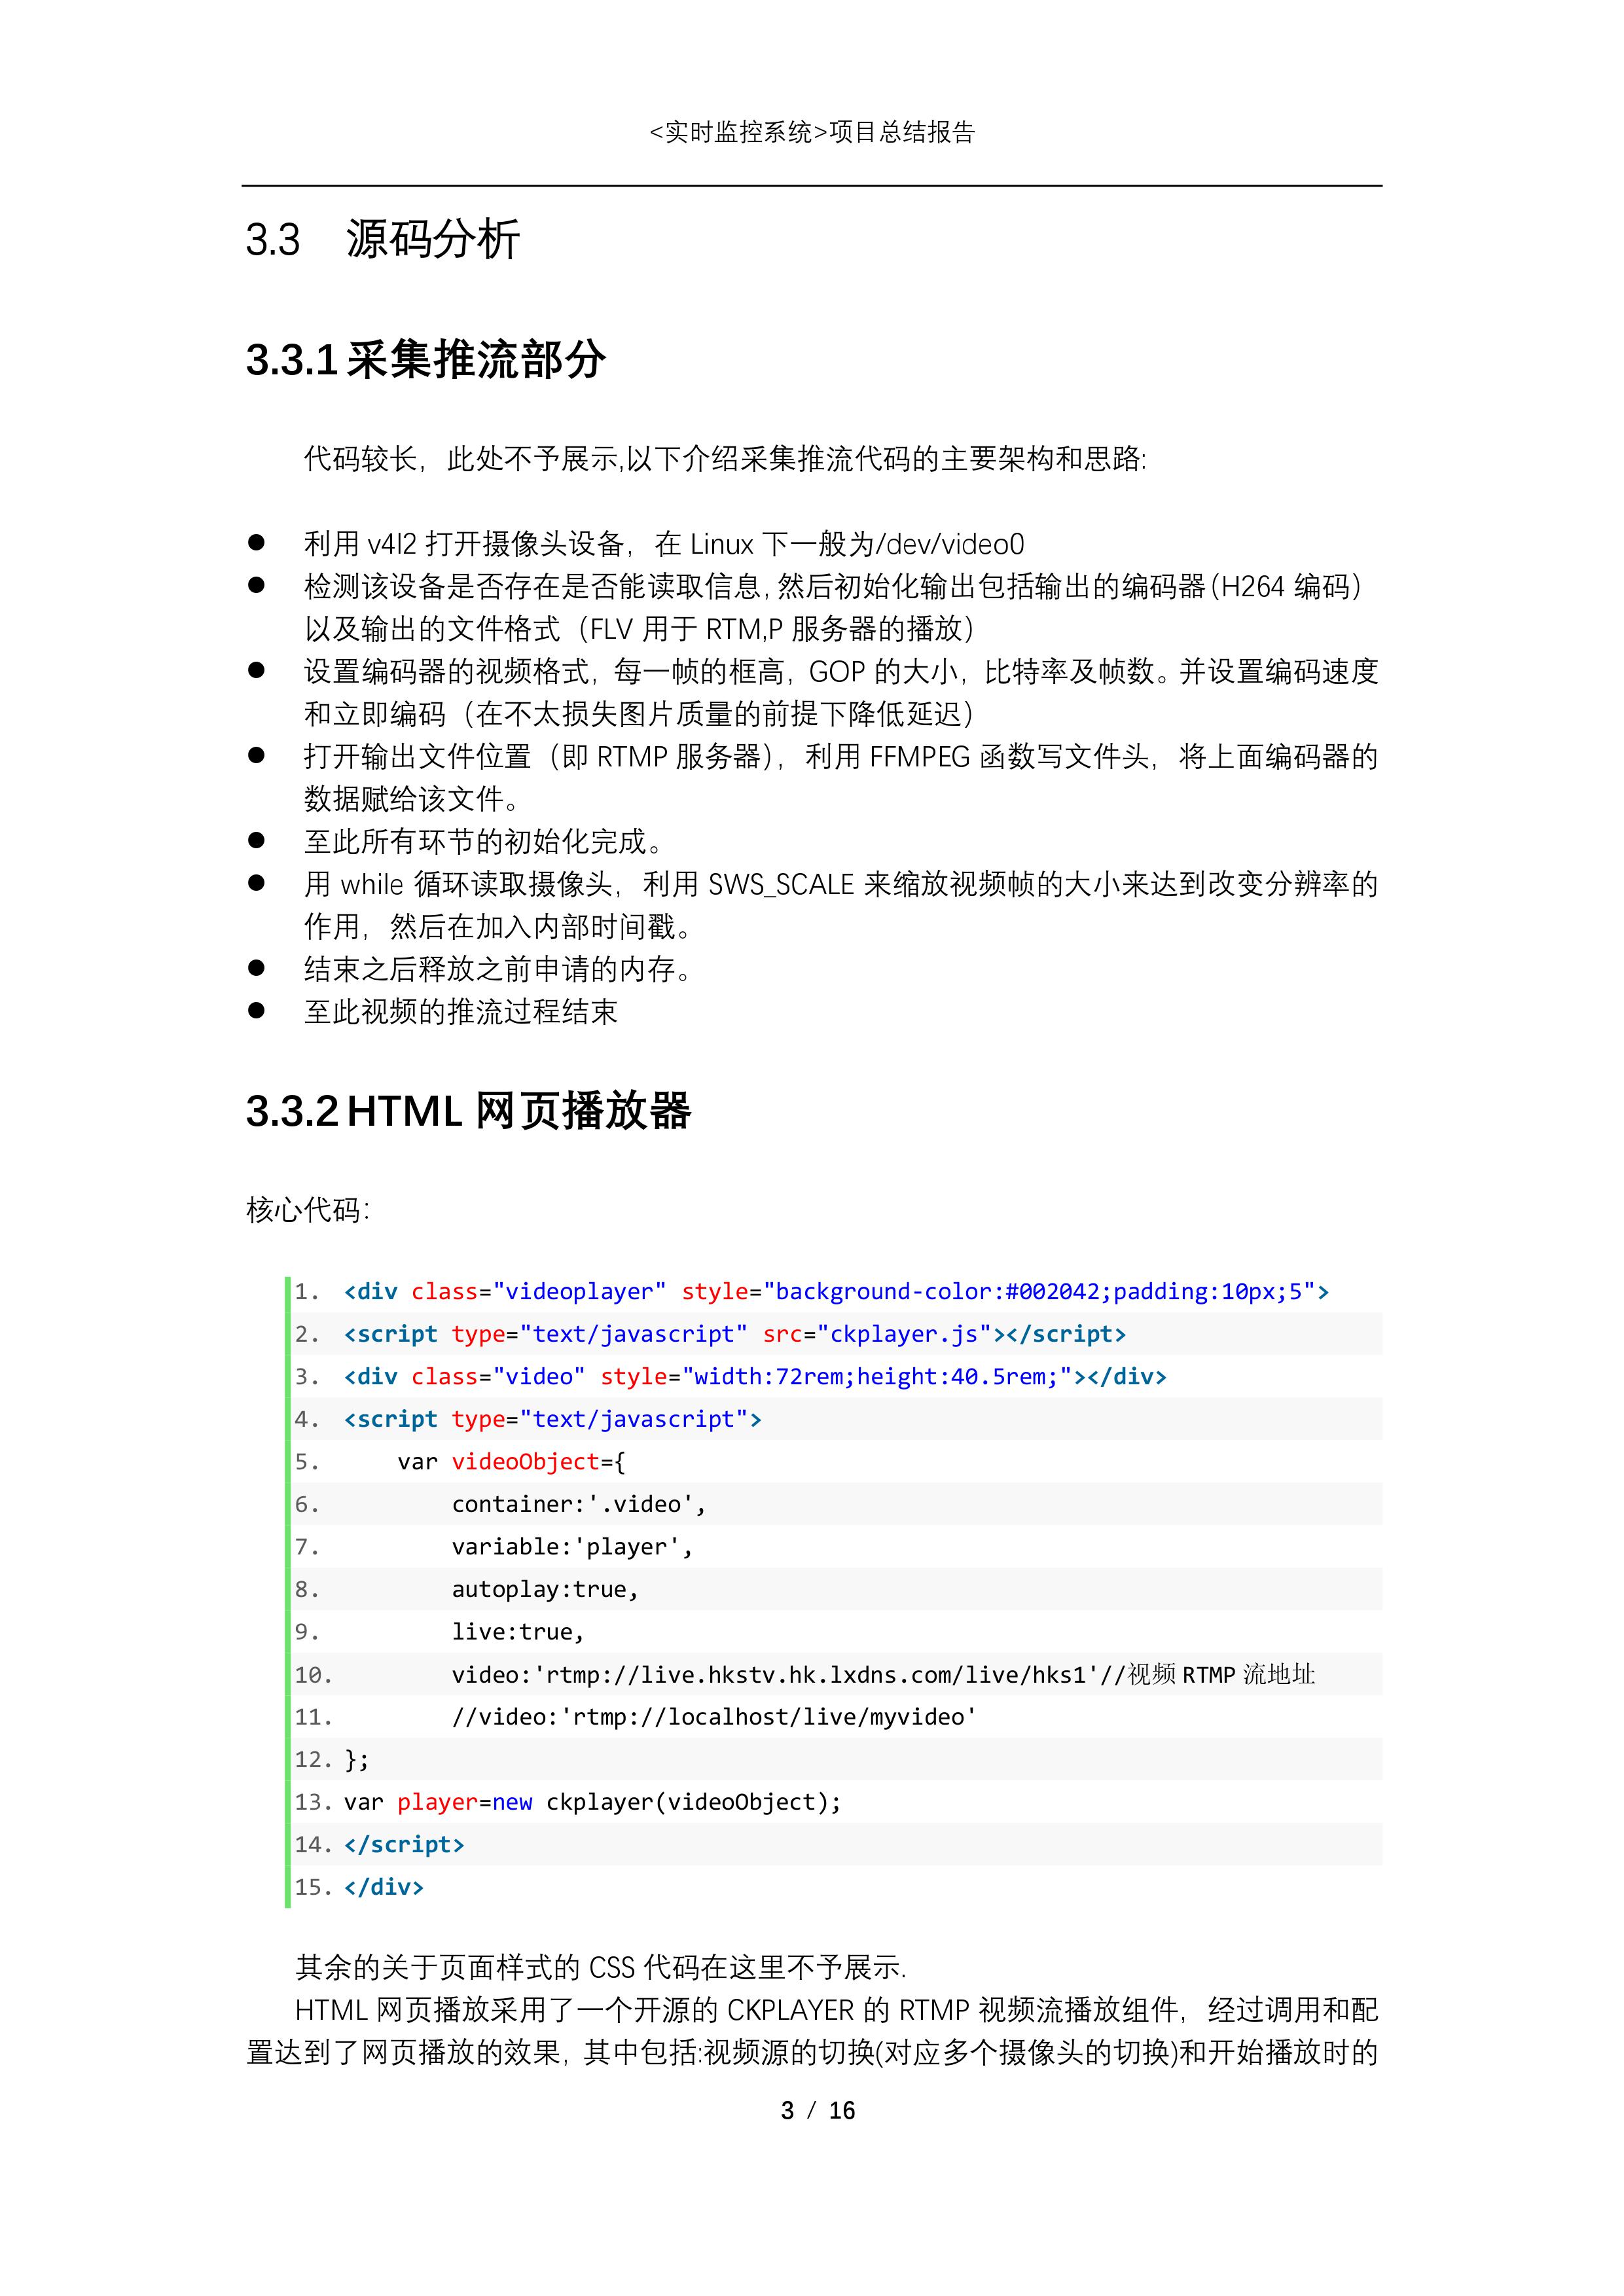 <实时监控系统>项目总结报告
3.3 源码分析
3.3.1 采集推流部分
代码较长，此处不予展示,以下介绍采集推流代码的主要架构和思路:
● 利用 v4l2 打开摄像头设备，在 Linux 下一般为/dev/video0
● 检测该设备是否存在是否能读取信息,然后初始化输出包括输出的编码器（H264 编码）
以及输出的文件格式（FLV 用于 RTM,P 服务器的播放）
● 设置编码器的视频格式，每一帧的框高，GOP 的大小，比特率及帧数。并设置编码速度
和立即编码（在不太损失图片质量的前提下降低延迟）
● 打开输出文件位置（即 RTMP 服务器），利用 FFMPEG 函数写文件头，将上面编码器的
数据赋给该文件。
● 至此所有环节的初始化完成。
● 用 while 循环读取摄像头，利用 SWS_SCALE 来缩放视频帧的大小来达到改变分辨率的
作用，然后在加入内部时间戳。
● 结束之后释放之前申请的内存。
● 至此视频的推流过程结束
3.3.2 HTML 网页播放器
核心代码：
1. <div class="videoplayer" style="background-color:#002042;padding:10px;5">
2. <script type="text/javascript" src="ckplayer.js"></script>
3. <div class="video" style="width:72rem;height:40.5rem;"></div>
4. <script type="text/javascript">
5. var videoObject={
6. container:'.video',
7. variable:'player',
8. autoplay:true,
9. live:true,
10. video:'rtmp://live.hkstv.hk.lxdns.com/live/hks1'//视频 RTMP 流地址
11. //video:'rtmp://localhost/live/myvideo'
12. };
13. var player=new ckplayer(videoObject);
14. </script>
15. </div>
其余的关于页面样式的 CSS 代码在这里不予展示.
HTML 网页播放采用了一个开源的 CKPLAYER 的 RTMP 视频流播放组件，经过调用和配
置达到了网页播放的效果，其中包括:视频源的切换(对应多个摄像头的切换)和开始播放时的
3 / 16